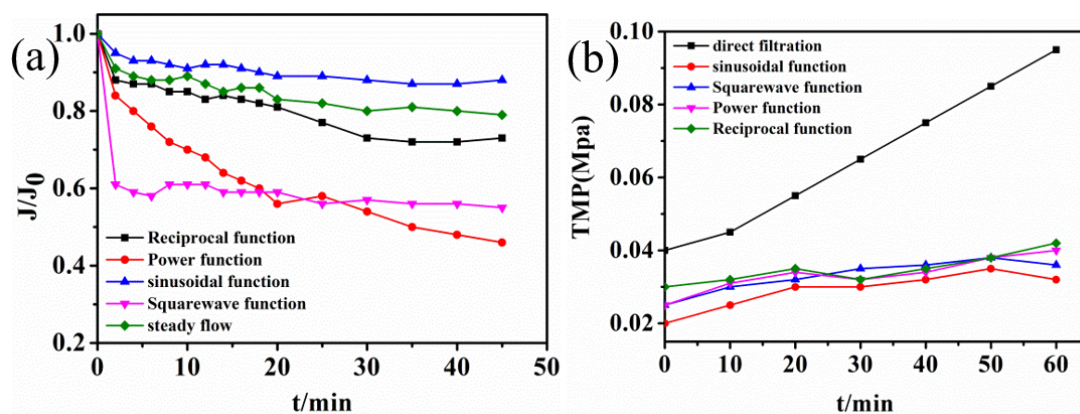 (a)
J/J0
1.0
0.8
0.6
0.4
0.2
Reciprocal function
Power function
sinusoidal function
Squarewave function
steady flow
0 10 20 30 40 50
t/min
(b)
TMP(Mpa)
0.10
0.08
0.06
0.04
0.02
direct filtration
sinusoidal function
Squarewave function
Power function
Reciprocal function
0 10 20 30 40 50 60
t/min